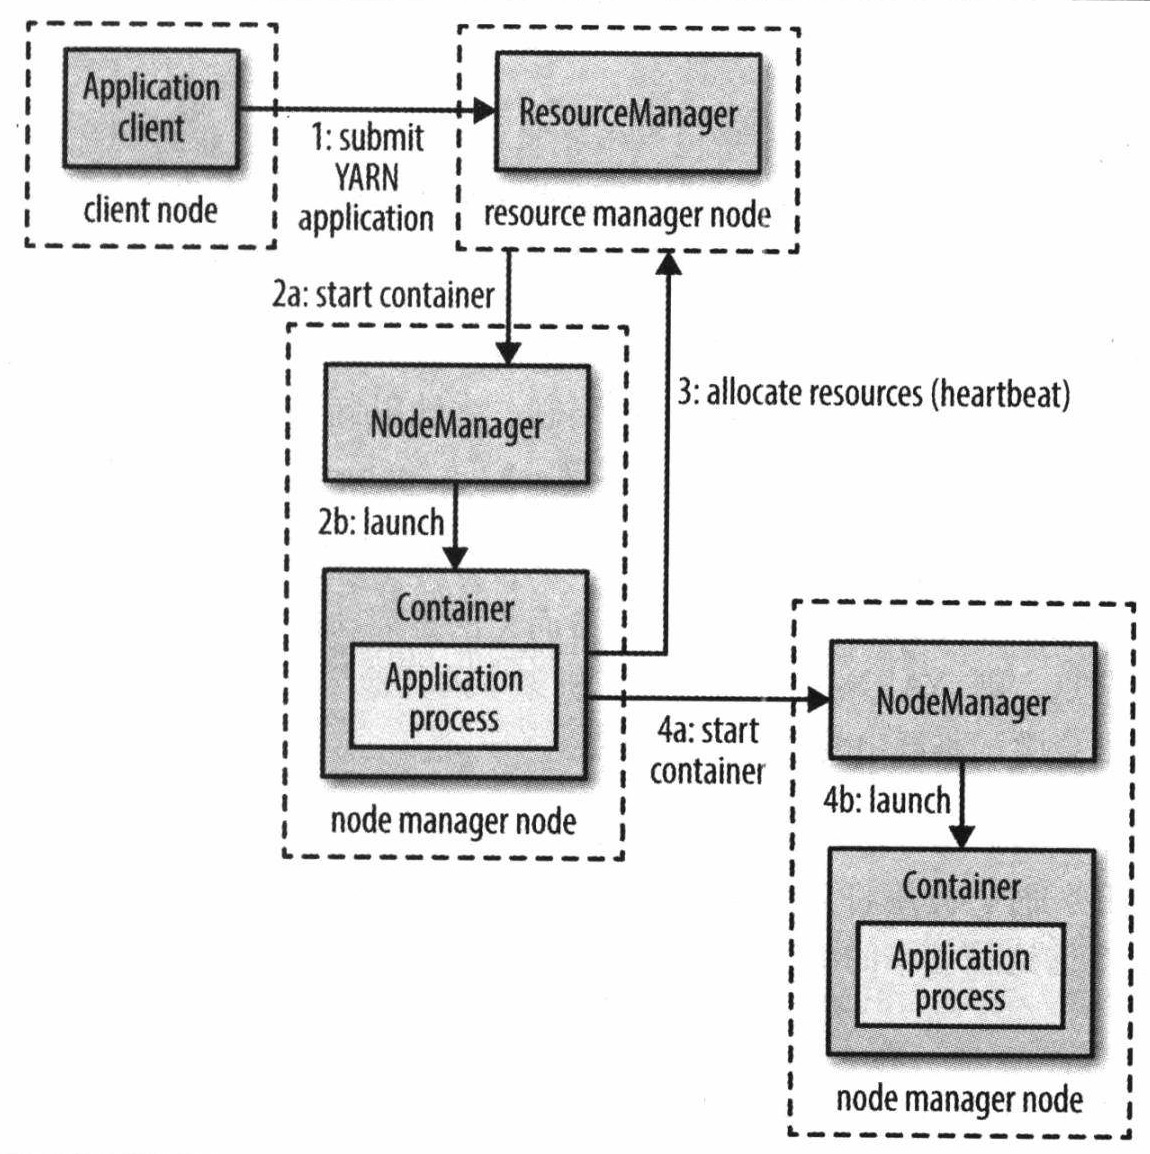 Application
client
client node
1: submit
YARN
application
ResourceManager
resource manager node
2a: start container
NodeManager
2b: launch
Container
Application
process
node manager node
3: allocate resources (heartbeat)
4a: start
container
NodeManager
4b: launch
Container
Application
process
node manager node